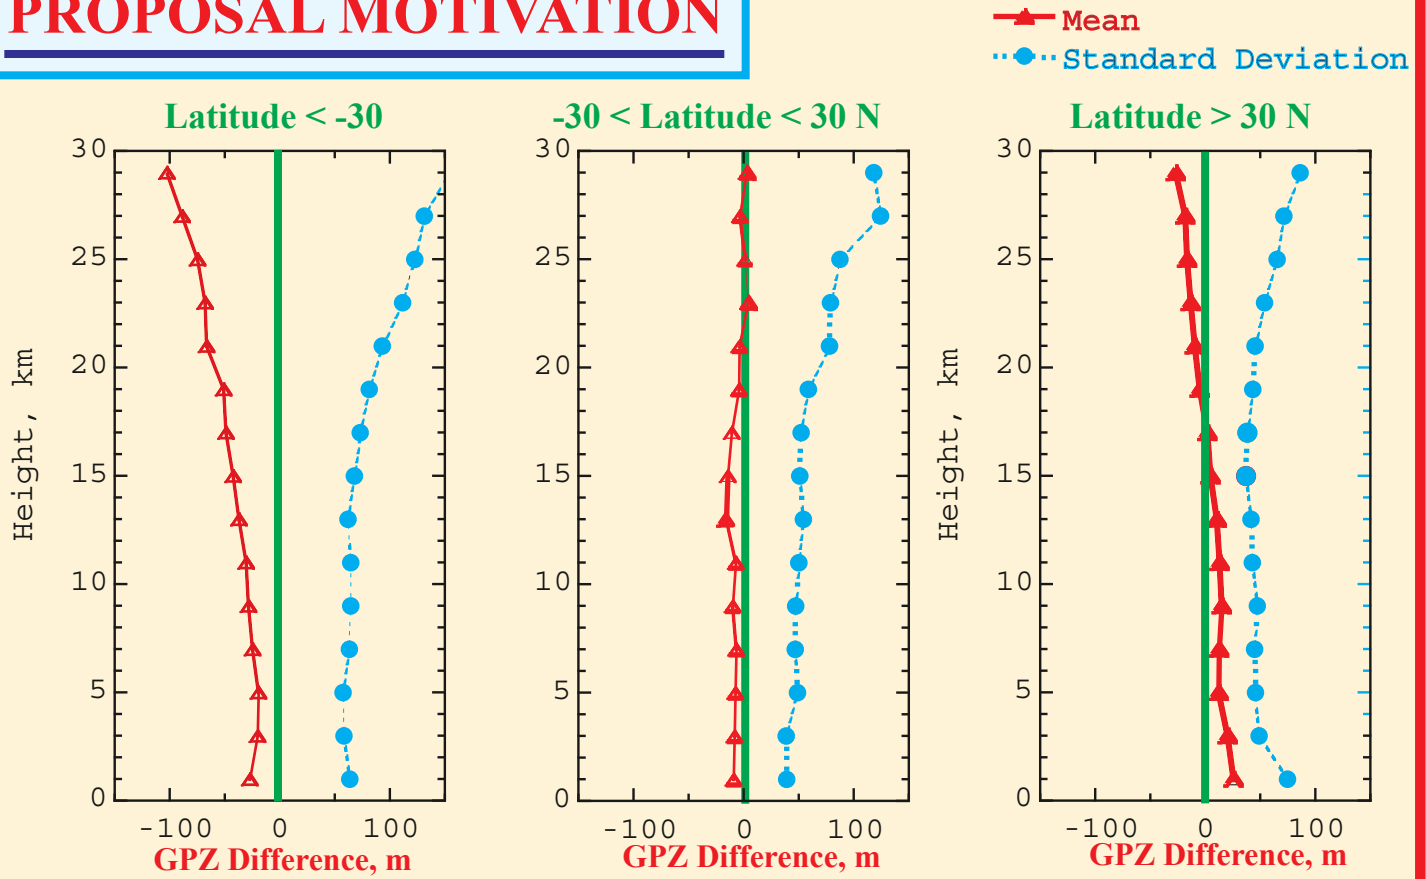 PROPOSAL MOTIVATION
Mean
Standard Deviation
Latitude < -30
-30 < Latitude < 30 N
Latitude > 30 N
30
25
20
15
10
5
0
Height, km
-100 0 100
GPZ Difference, m
30
25
20
15
10
5
0
-100 0 100
GPZ Difference, m
30
25
20
15
10
5
0
Height, km
-100 0 100
GPZ Difference, m